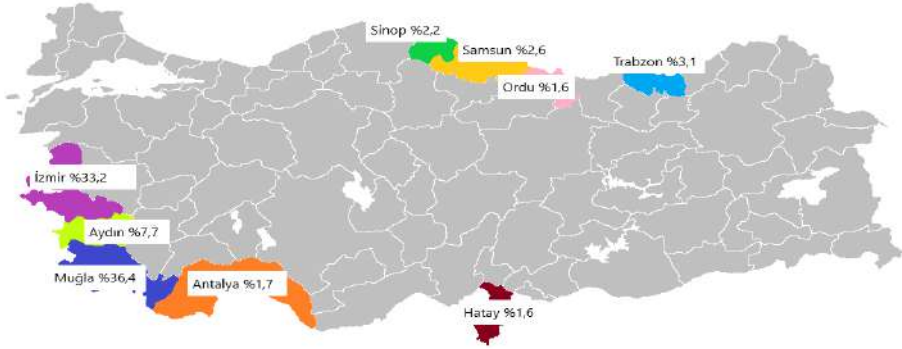 Sinop %2,2
Samsun %2,6
Trabzon %3,1
Ordu %1,6
İzmir %33,2
Aydın %7,7
Muğla %36,4
Antalya %1,7
Hatay %1,6